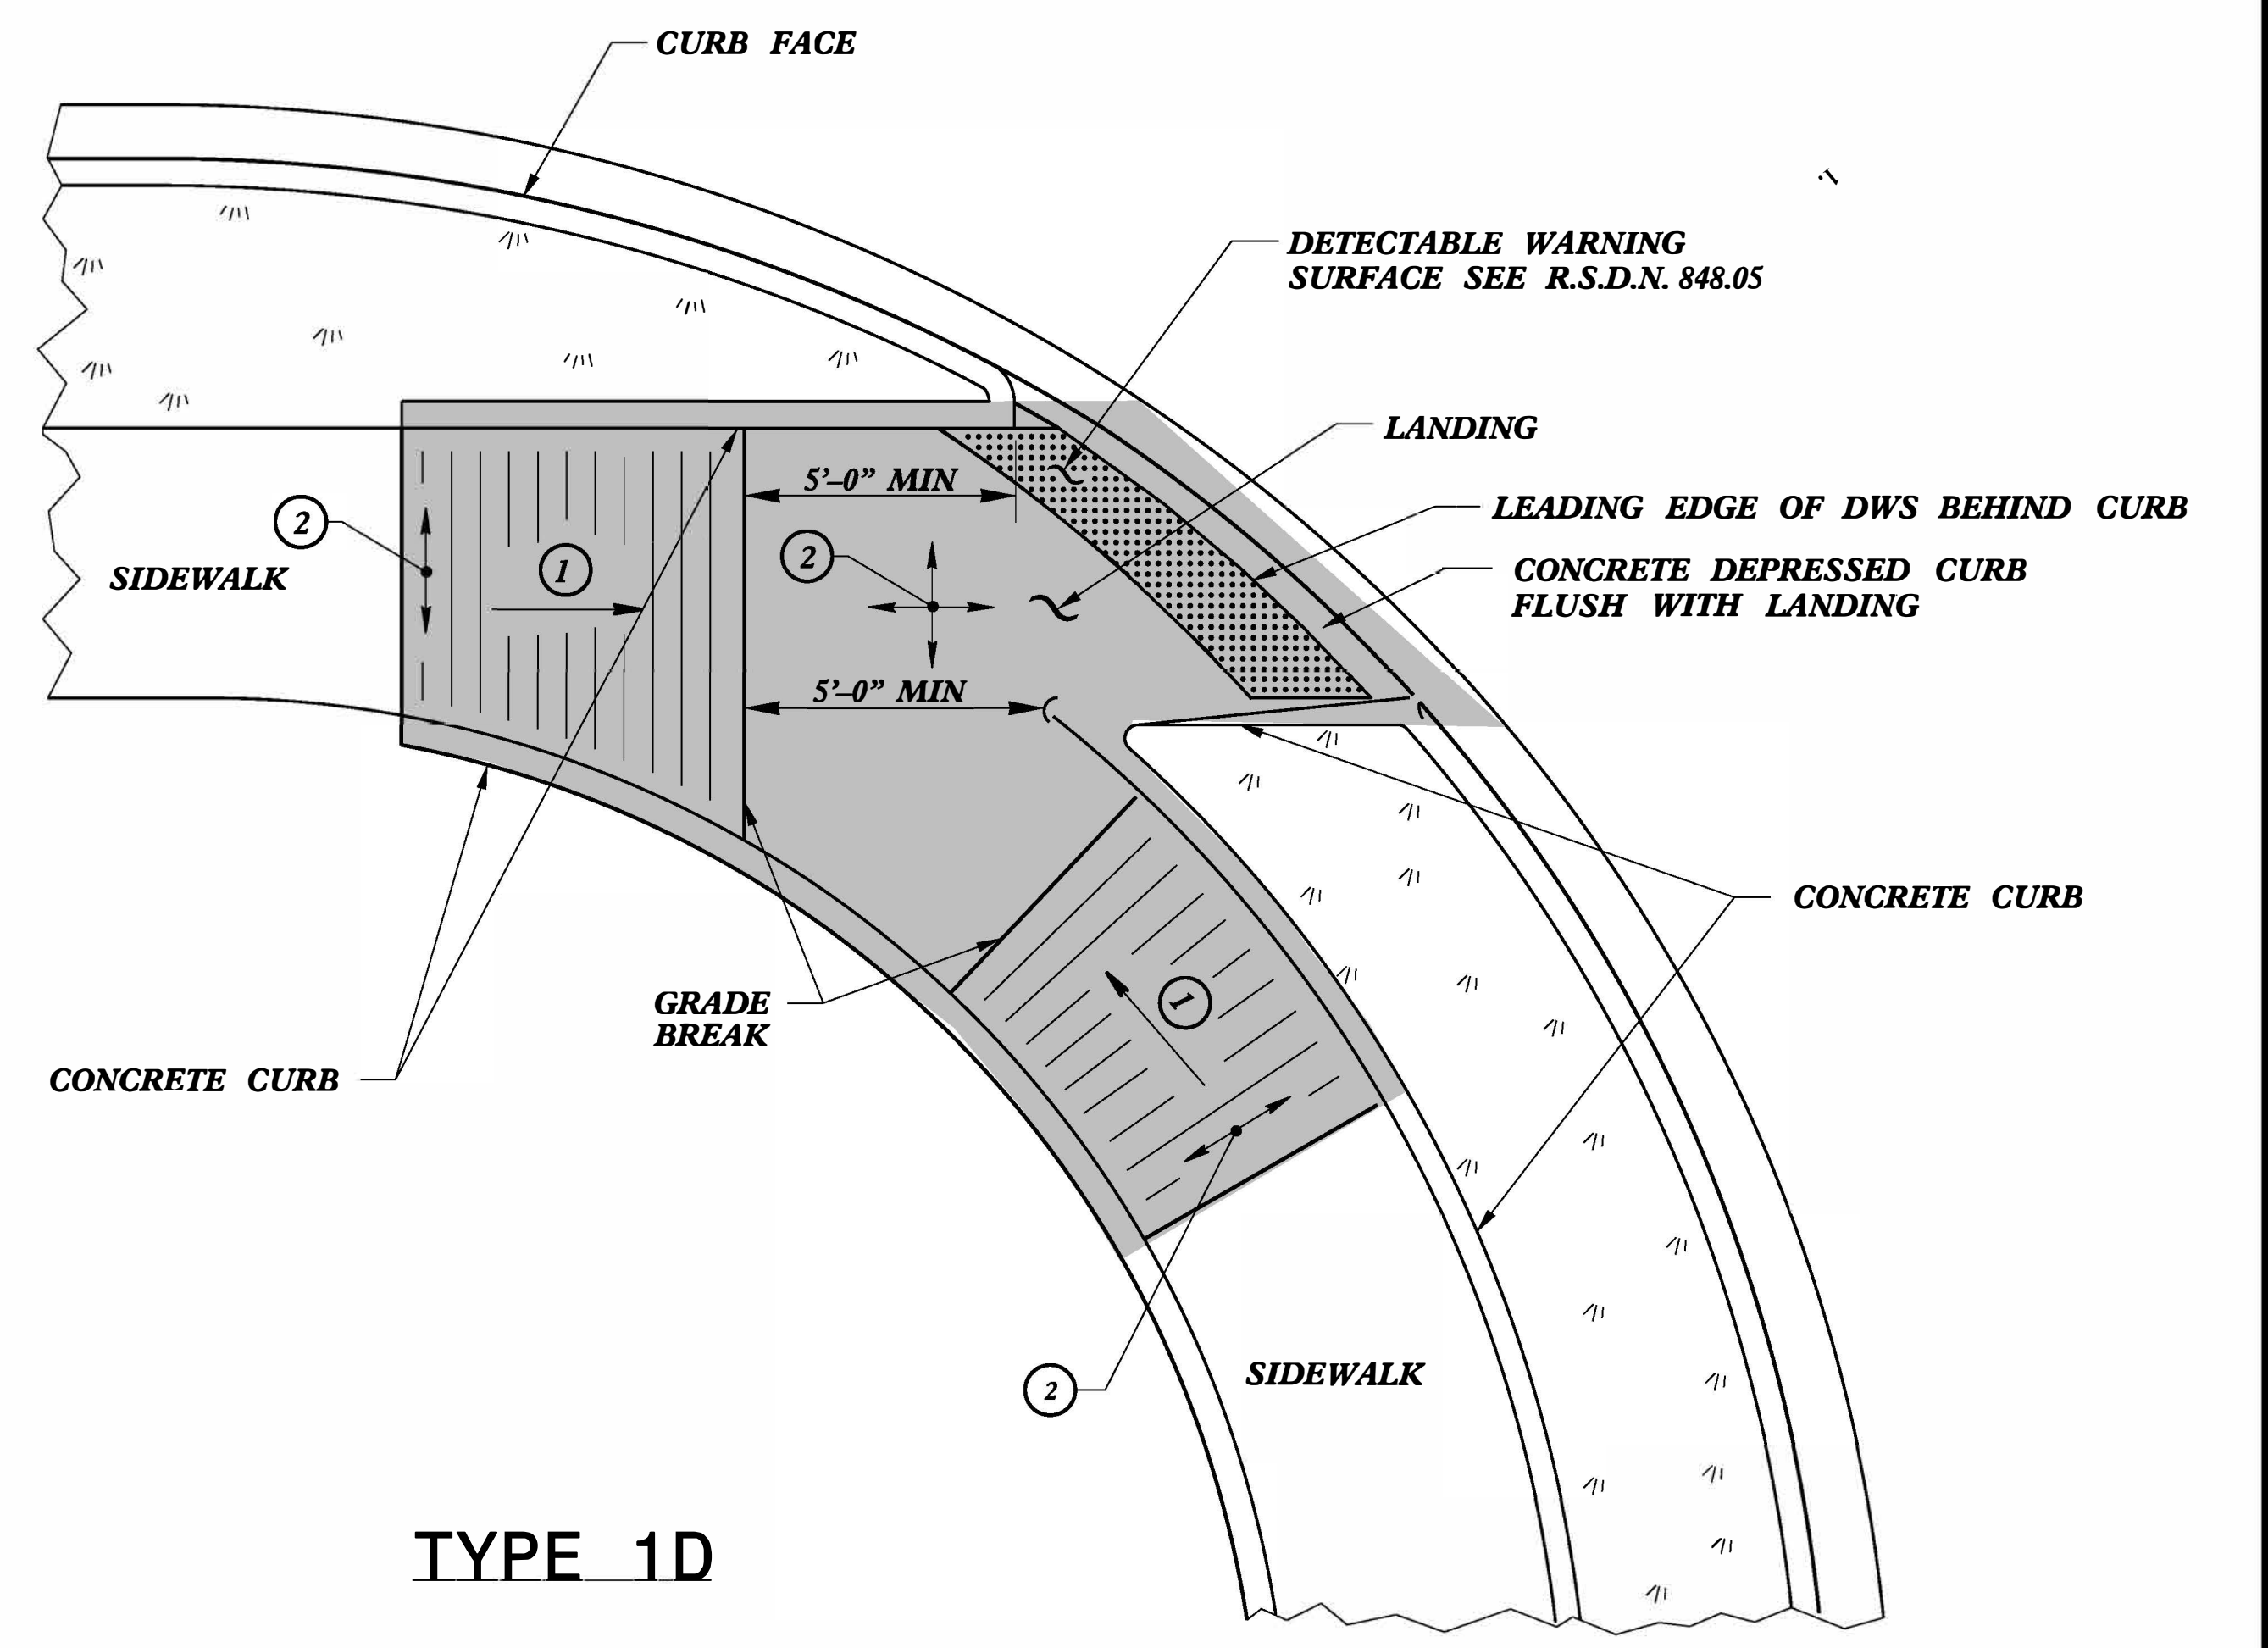 CURB FACE
DETECTABLE WARNING
SURFACE SEE R.S.D.N. 848.05
LANDING
5'-0" MIN
LEADING EDGE OF DWS BEHIND CURB
2
2
1
SIDEWALK
CONCRETE DEPRESSED CURB
FLUSH WITH LANDING
5'-0" MIN
CONCRETE CURB
GRADE
BREAK
1
CONCRETE CURB
2
SIDEWALK
TYPE 1D